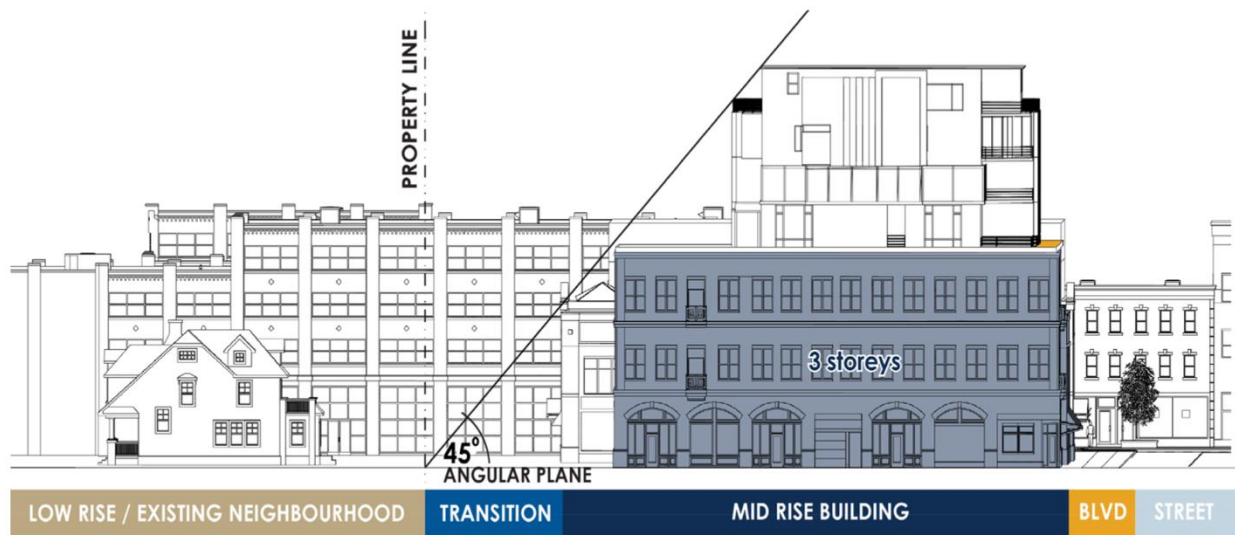 PROPERTY LINE
3 storeys
45°
ANGULAR PLANE
LOW RISE / EXISTING NEIGHBOURHOOD
TRANSITION
MID RISE BUILDING
BLVD
STREET